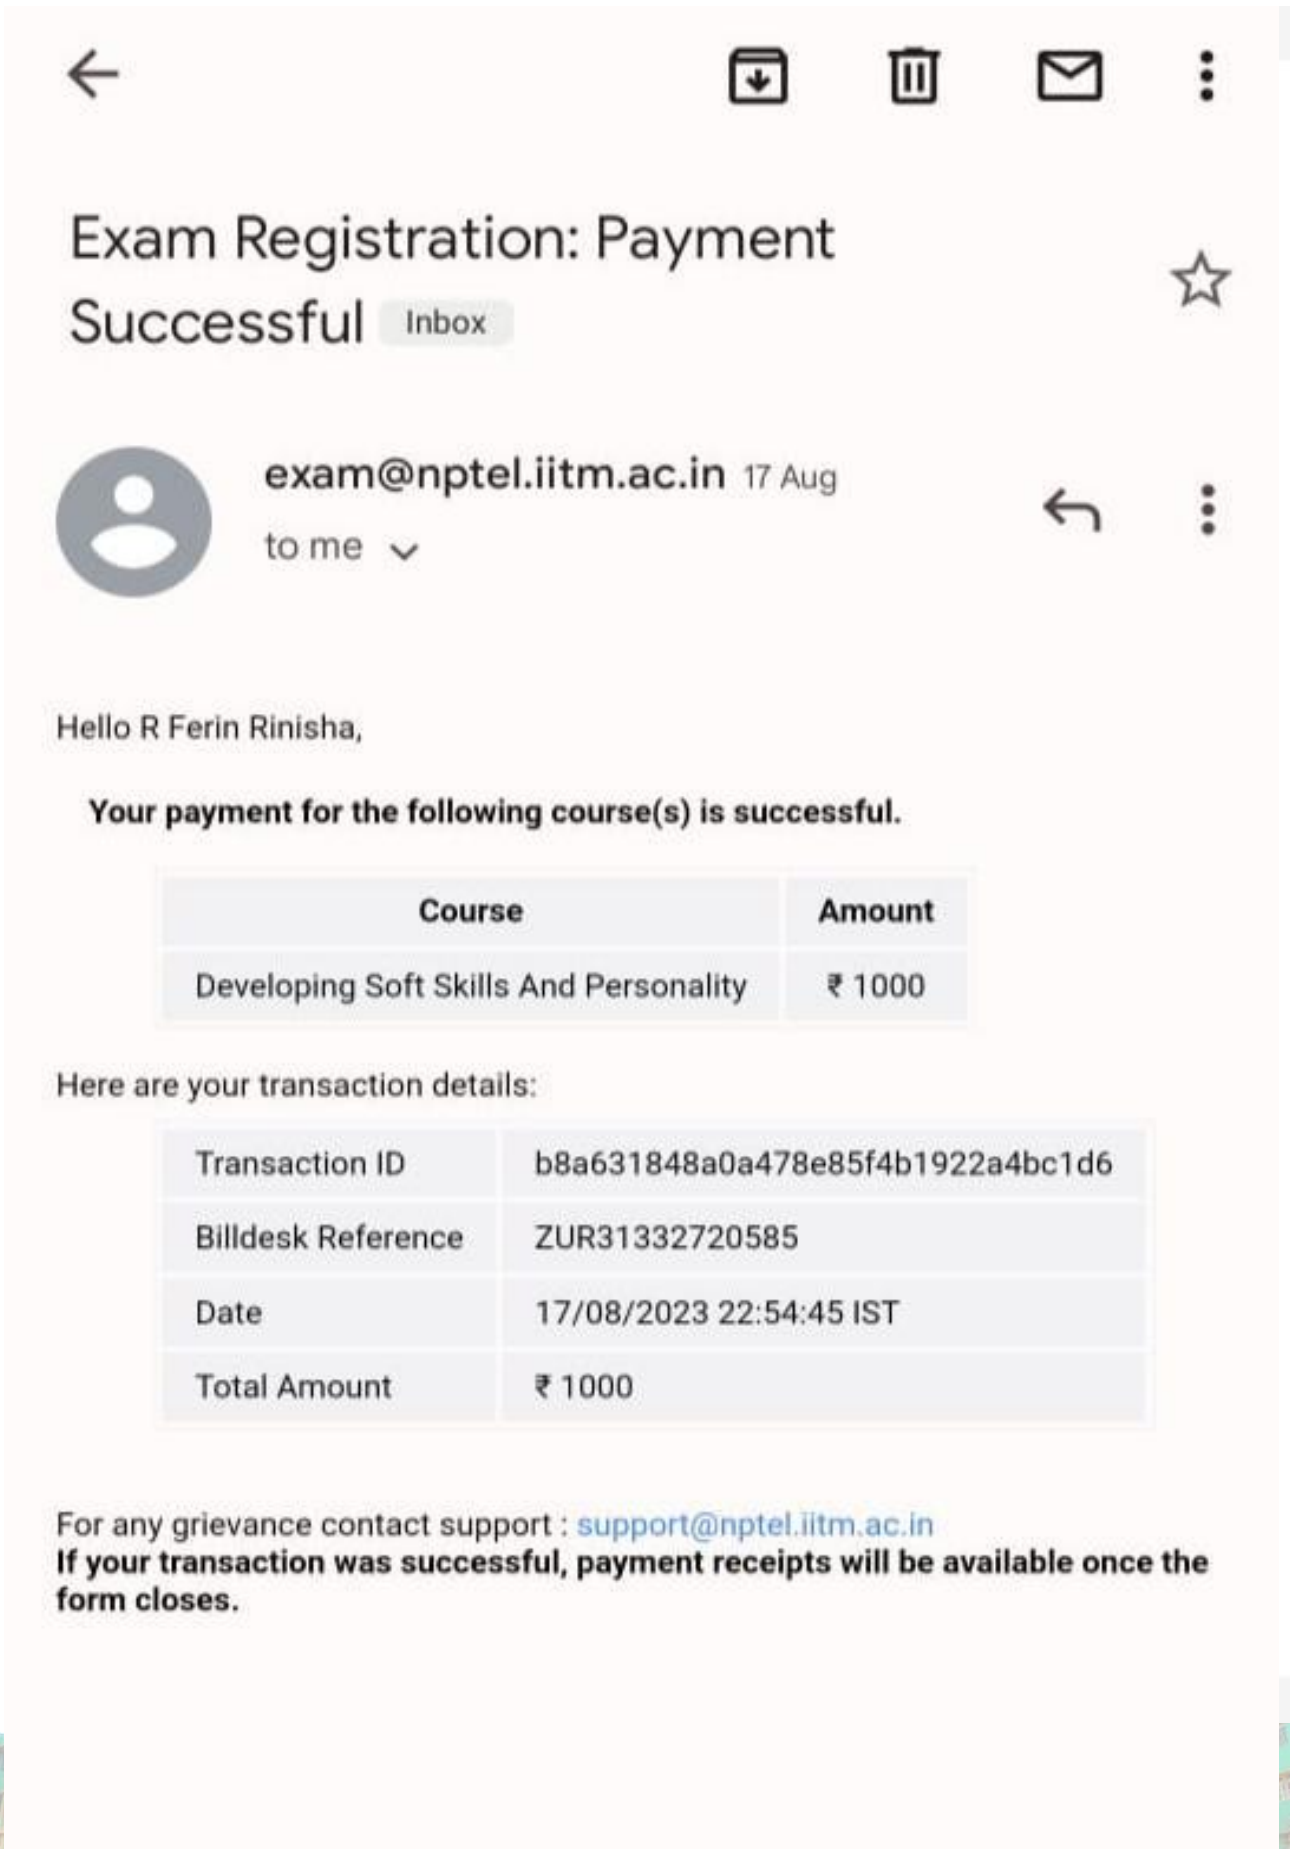 Exam Registration: Payment
Successful Inbox
exam@nptel.iitm.ac.in 17 Aug
to me
Hello R Ferin Rinisha,
Your payment for the following course(s) is successful.
Course Amount
Developing Soft Skills And Personality ₹ 1000
Here are your transaction details:
Transaction ID b8a631848a0a478e85f4b1922a4bc1d6
Billdesk Reference ZUR31332720585
Date 17/08/2023 22:54:45 IST
Total Amount ₹ 1000
For any grievance contact support : support@nptel.iitm.ac.in
If your transaction was successful, payment receipts will be available once the
form closes.